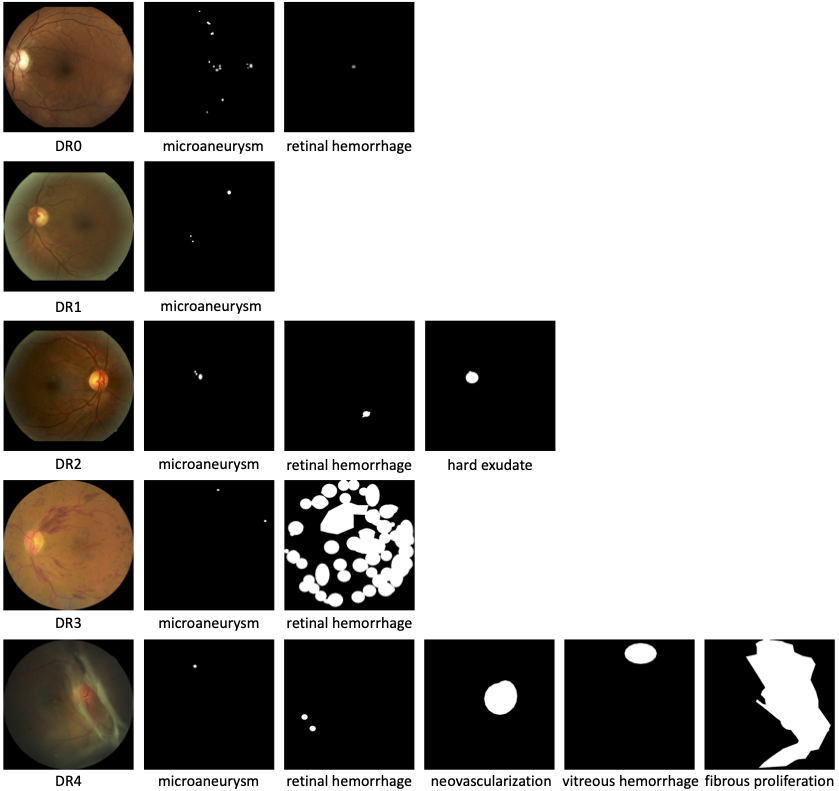 DR0 microaneurysm retinal hemorrhage
DR1 microaneurysm
DR2 microaneurysm retinal hemorrhage hard exudate
DR3 microaneurysm retinal hemorrhage
DR4 microaneurysm retinal hemorrhage neovascularization vitreous hemorrhage fibrous proliferation